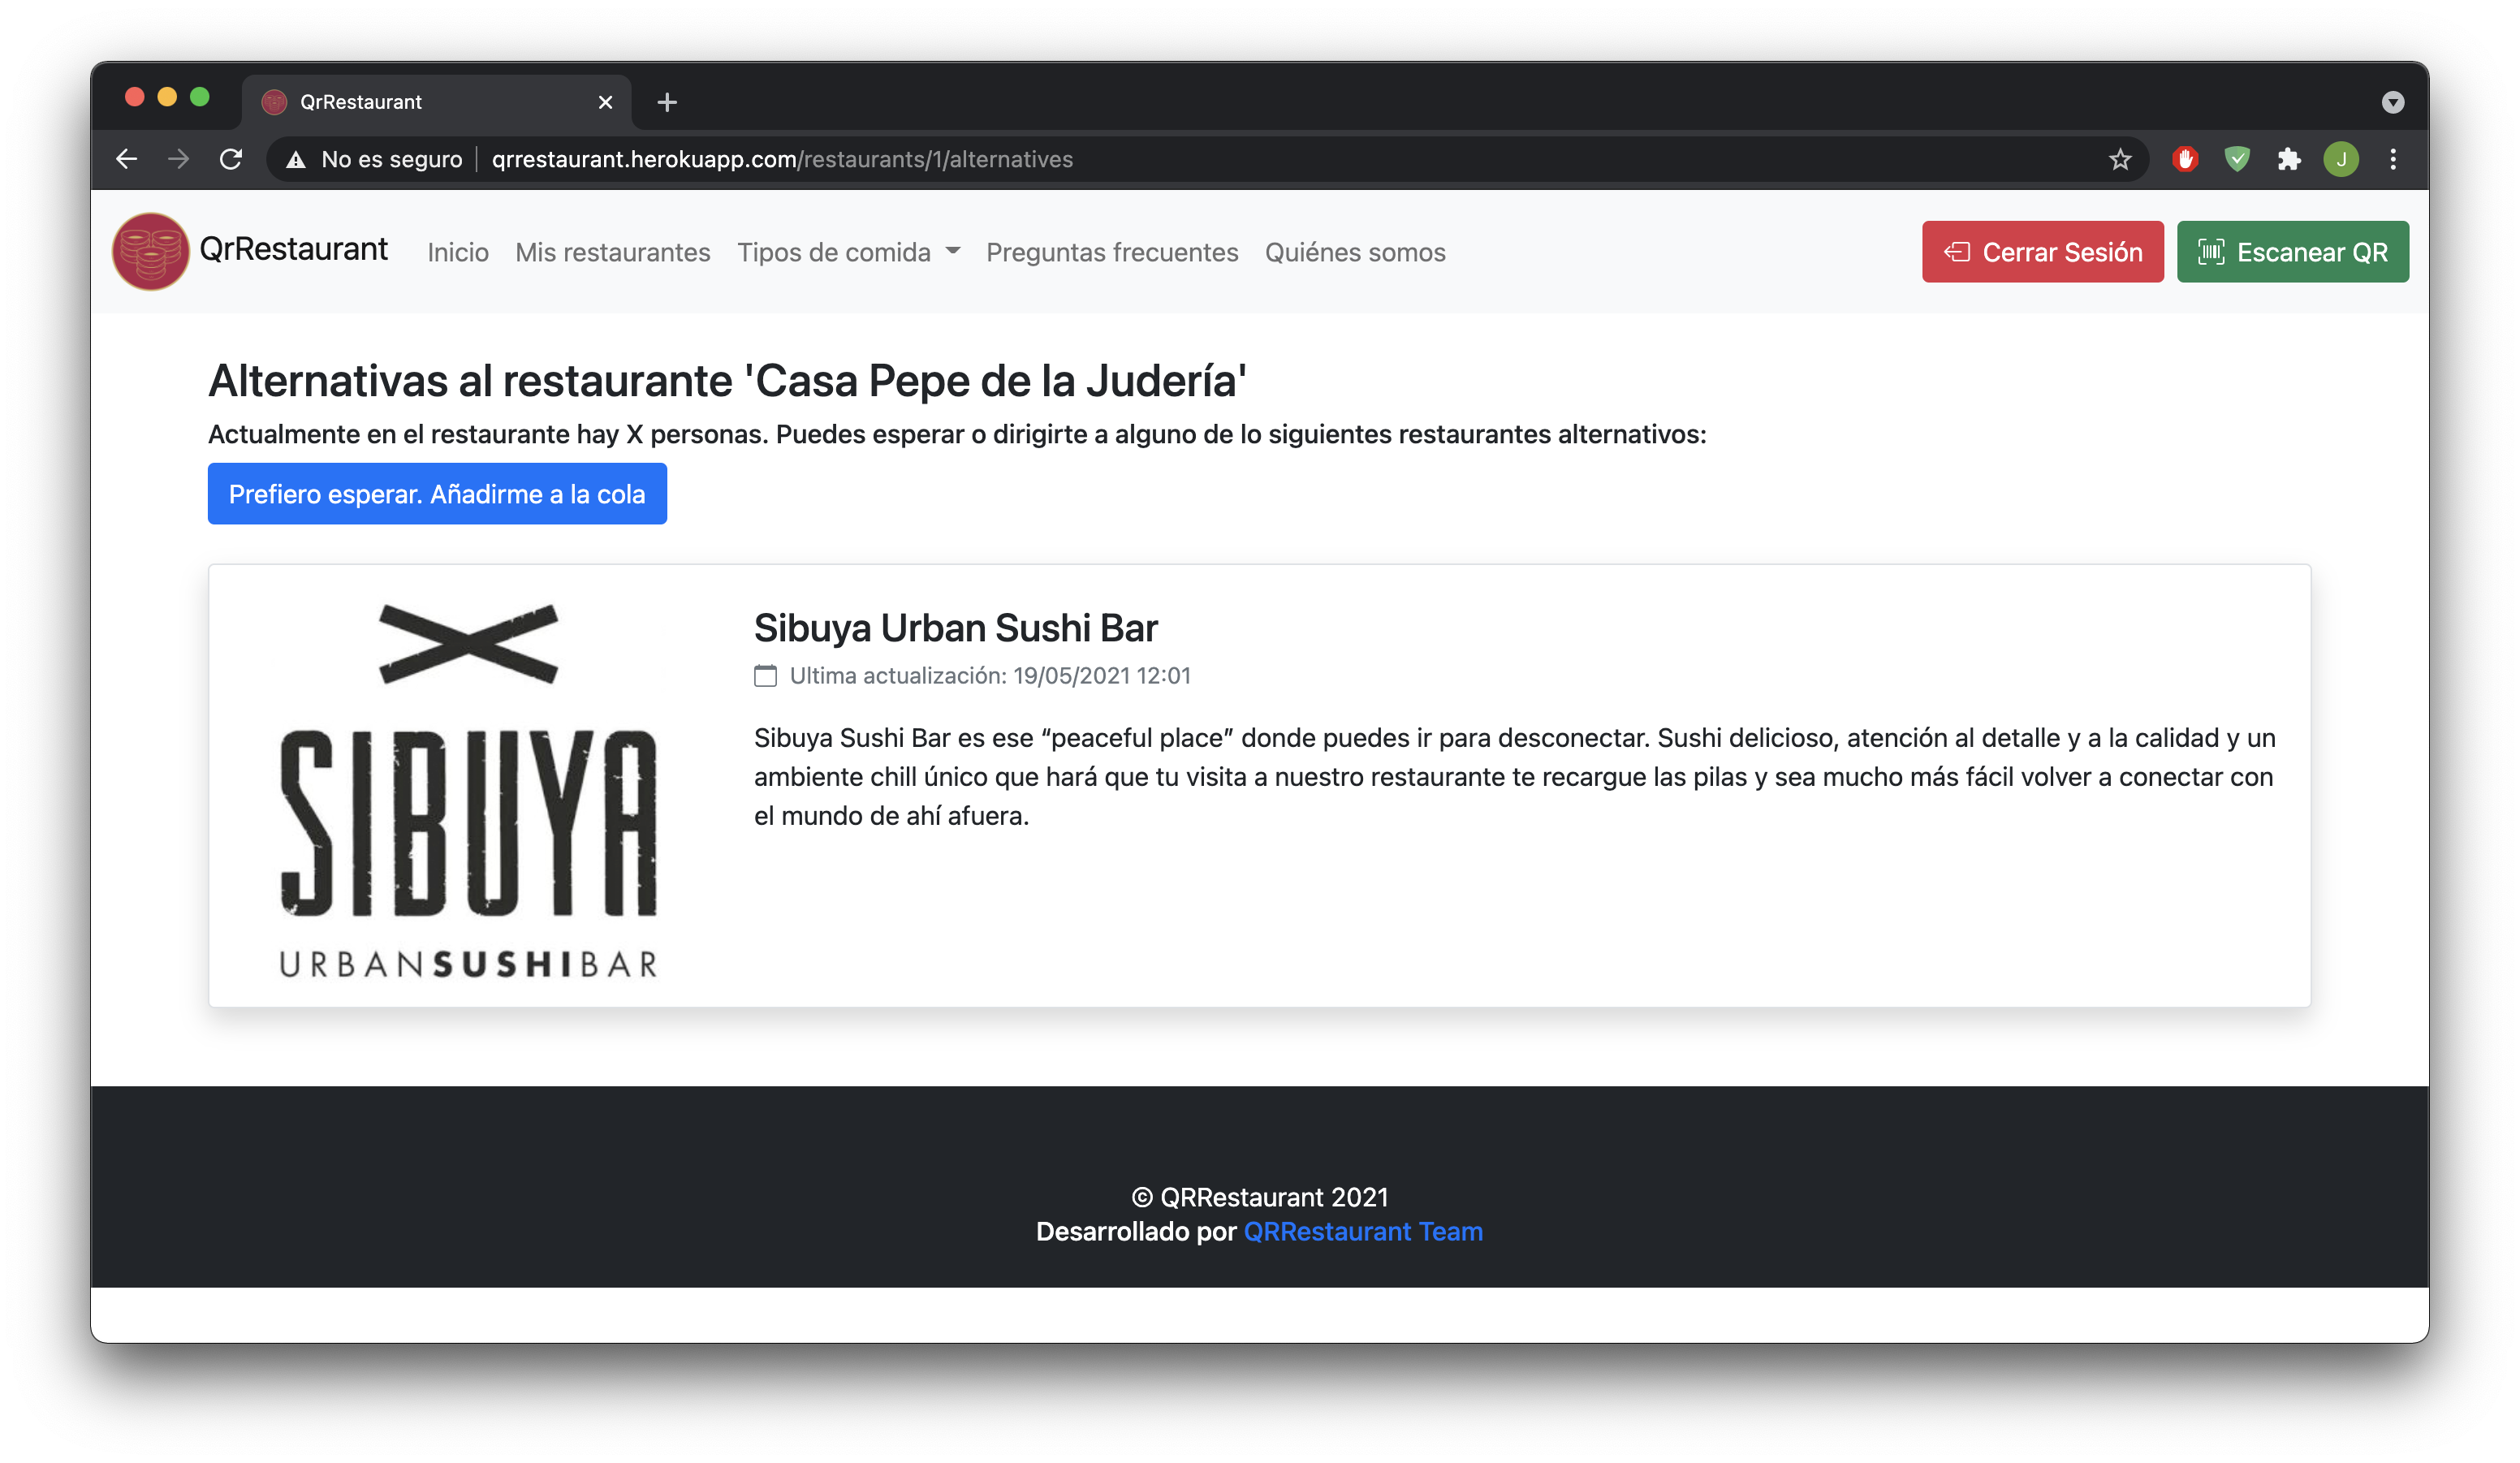 QrRestaurant
No es seguro qrrestaurant.herokuapp.com/restaurants/1/alternatives
J
QrRestaurant Inicio Mis restaurantes Tipos de comida Preguntas frecuentes Quiénes somos Cerrar Sesión Escanear QR
Alternativas al restaurante 'Casa Pepe de la Judería'
Actualmente en el restaurante hay X personas. Puedes esperar o dirigirte a alguno de lo siguientes restaurantes alternativos:
Prefiero esperar. Añadirme a la cola
SIBUYA
URBANSUSHIBAR
Sibuya Urban Sushi Bar
Ultima actualización: 19/05/2021 12:01
Sibuya Sushi Bar es ese “peaceful place” donde puedes ir para desconectar. Sushi delicioso, atención al detalle y a la calidad y un
ambiente chill único que hará que tu visita a nuestro restaurante te recargue las pilas y sea mucho más fácil volver a conectar con
el mundo de ahí afuera.
© QRRestaurant 2021
Desarrollado por QRRestaurant Team